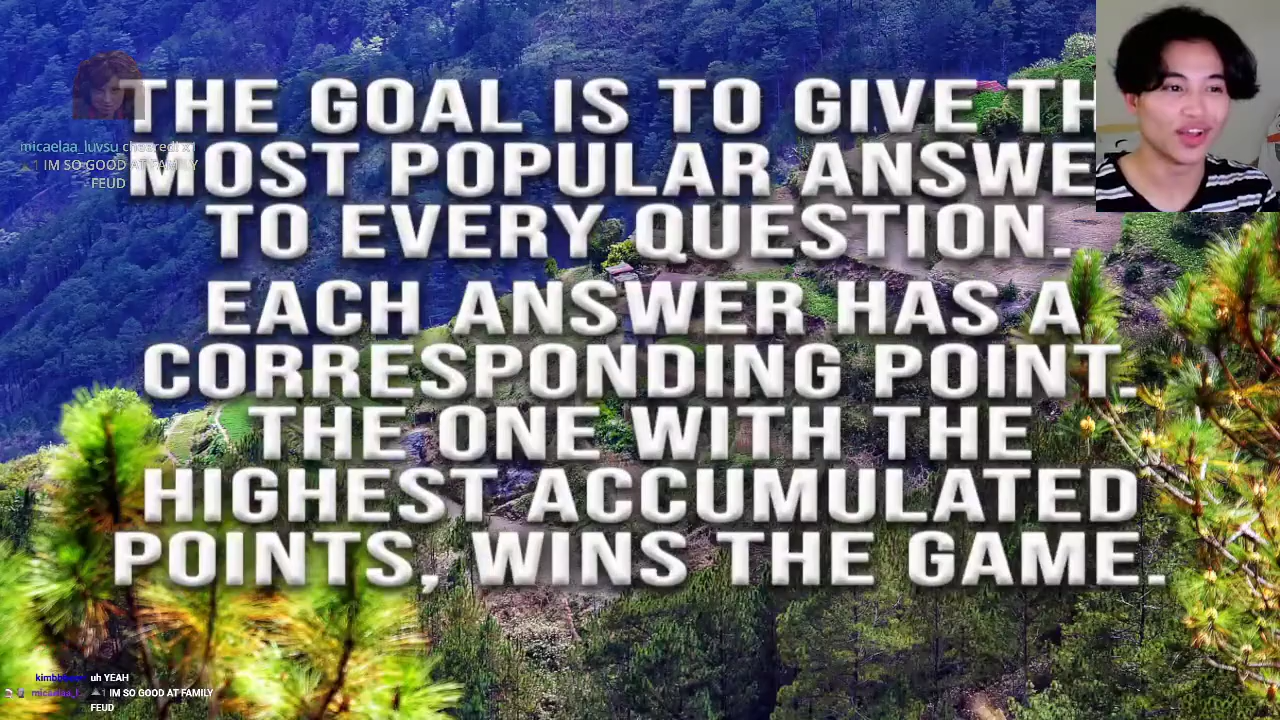 THE GOAL IS TO GIVE TH
MOST POPULAR ANSWE
TO EVERY QUESTION.
EACH ANSWER HAS A
CORRESPONDING POINT.
THE ONE WITH THE
HIGHEST ACCUMULATED
POINTS, WINS THE GAME.
micaelaa_luvsu cheered! x1
1 IM SO GOOD AT FAMILY
FEUD
uh YEAH
1 IM SO GOOD AT FAMILY
FEUD